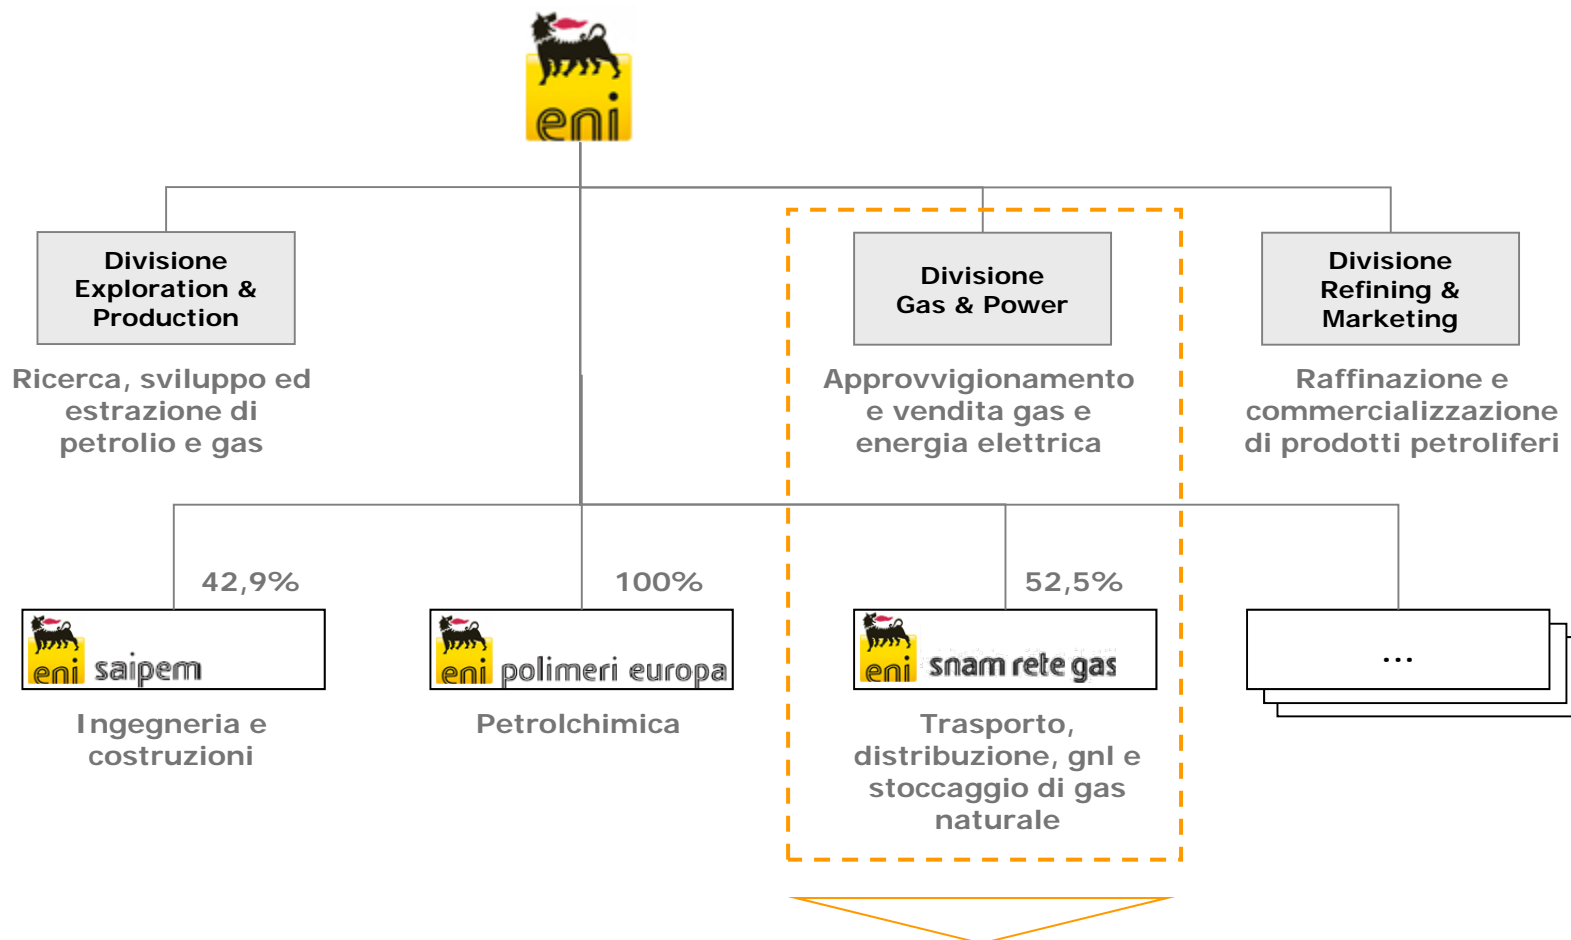 eni
Divisione
Exploration &
Production
Divisione
Gas & Power
Divisione
Refining &
Marketing
Ricerca, sviluppo ed
estrazione di
petrolio e gas
Approvvigionamento
e vendita gas e
energia elettrica
Raffinazione e
commercializzazione
di prodotti petroliferi
42,9%
100%
52,5%
eni saipem
eni polimeri europa
eni snam rete gas
...
Ingegneria e
costruzioni
Petrolchimica
Trasporto,
distribuzione, gnl e
stoccaggio di gas
naturale